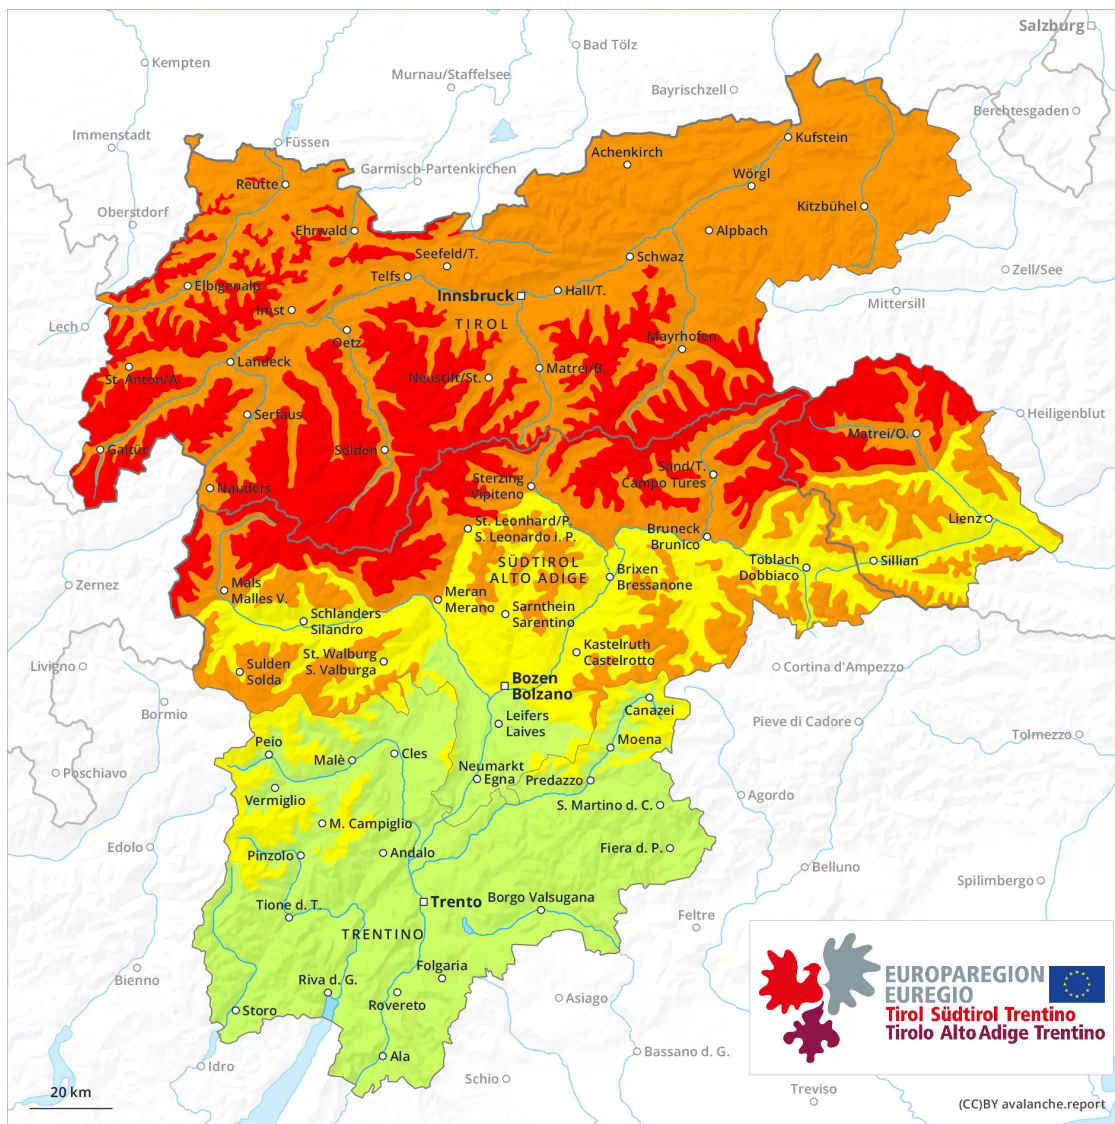 Salzburg
Kempten
Bad Tölz
Murnau/Staffelsee
Bayrischzell
Berchtesgaden
Immenstadt
Füssen
Kufstein
Achenkirch
Garmisch-Partenkirchen
Wörgl
Reutte
Oberstdorf
Kitzbühel
Ehrwald
Alpbach
Seefeld/T.
Schwaz
Zell/See
Telfs
Elbigenalp
Innsbruck
Hall/T.
Mittersill
Imst
TIROL
Lech
Oetz
Mayrhofen
Landeck
St. Anton/A.
Matrei/B.
Neustift/St.
Serfaus
Heiligenblut
Matrei/O.
Galtür
Sölden
Sand/T.
Campo Tures
Sterzing
Vipiteno
Nauders
Lienz
St. Leonhard/P.
S. Leonardo i. P.
Bruneck
Brunico
Toblach
Dobbiaco
Sillian
SÜDTIROL
ALTO ADIGE
Brixen
Bressanone
Zernez
Mals
Malles V.
Meran
Merano
Schlanders
Silandro
Sarnthein
Sarentino
Kastelruth
Castelrotto
St. Walburg
S. Valburga
Livigno
Sulden
Solda
Cortina d'Ampezzo
Bozen
Bolzano
Bormio
Canazei
Leifers
Laives
Pieve di Cadore
Tolmezzo
Peio
Moena
Cles
Malè
Poschiavo
Neumarkt
Egna
Predazzo
Vermiglio
Agordo
S. Martino d. C.
M. Campiglio
Edolo
Pinzolo
Andalo
Fiera d. P.
Belluno
Spilimbergo
Borgo Valsugana
Trento
Tione d. T.
Feltre
TRENTINO
Folgaria
Bienno
Riva d. G.
Rovereto
Asiago
Storo
Ala
Bassano d. G.
Idro
Schio
Treviso
EUROPAREGION
EUREGIO
Tirol Südtirol Trentino
Tirolo Alto Adige Trentino
20 km
(CC)BY avalanche.report